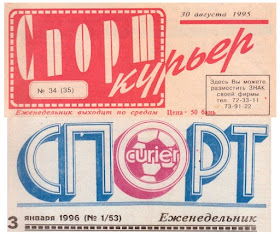 30 августа 1995
Спорт
курьер
№ 34 (35)
Здесь Вы можете
разместить ЗНАК
своей фирмы
тел. 72-33-11
73-91-22
Еженедельник выходит по средам Цена - 50 бань
СПОРТ
curier
3 января 1996 (№ 1/53) Еженедельник